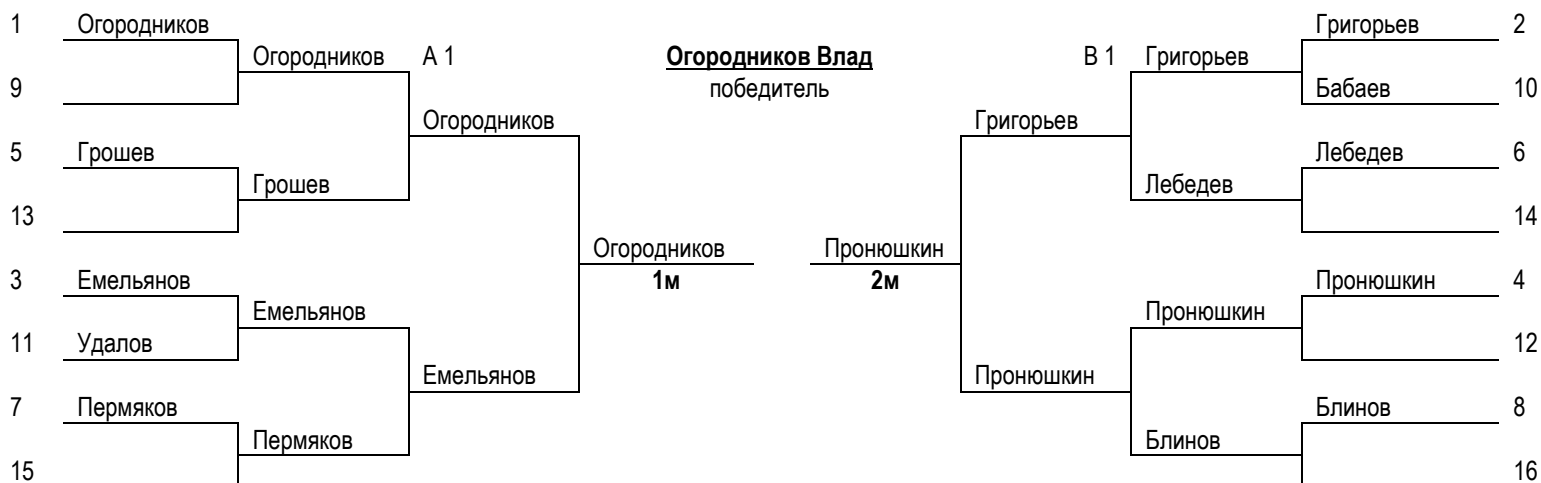 1 Огородников Григорьев 2
Огородников А 1 Огородников Влад В 1 Григорьев
9 победитель Бабаев 10
Огородников Григорьев
5 Грошев Лебедев 6
Грошев Лебедев
13 14
Огородников Пронюшкин
3 Емельянов 1м 2м Пронюшкин 4
Емельянов Пронюшкин
11 Удалов 12
Емельянов Пронюшкин
7 Пермяков Блинов 8
Пермяков Блинов
15 16